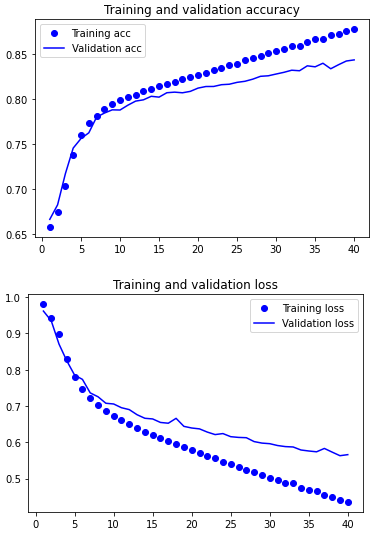 Training and validation accuracy
Training acc
Validation acc
0.85
0.80
0.75
0.70
0.65
0 5 10 15 20 25 30 35 40
Training and validation loss
Training loss
Validation loss
1.0
0.9
0.8
0.7
0.6
0.5
0 5 10 15 20 25 30 35 40